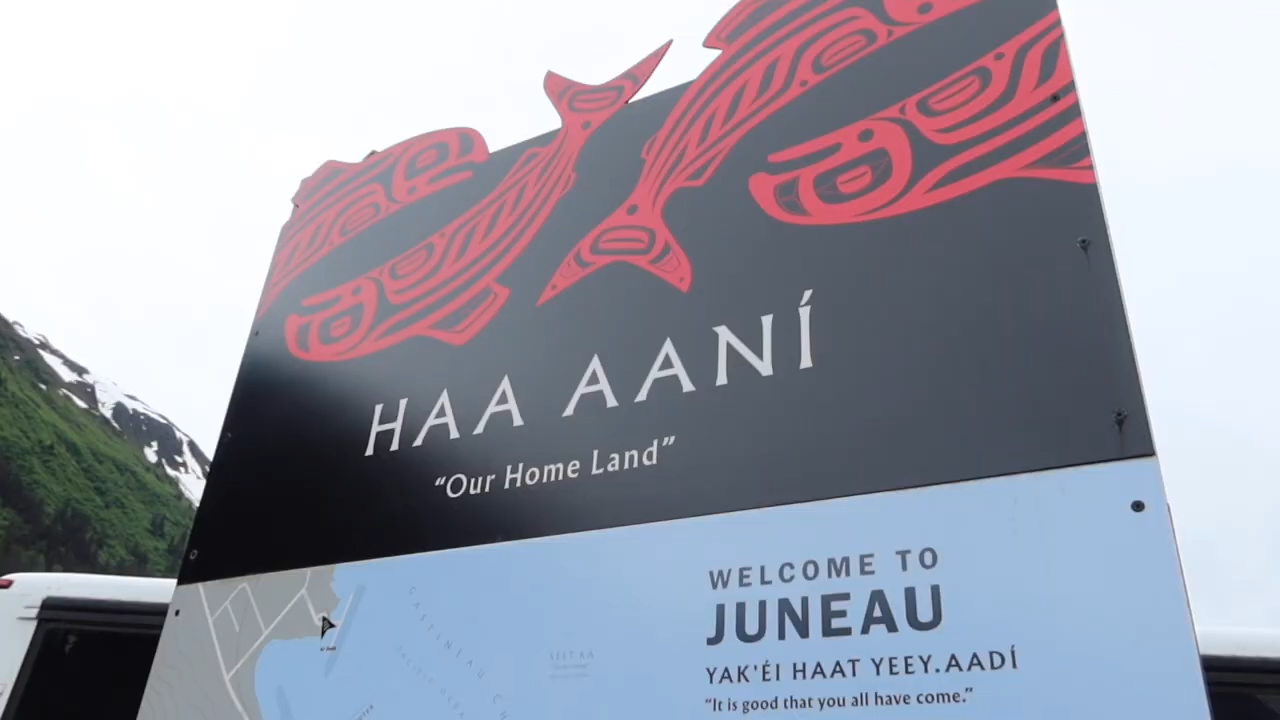 HAA AANÍ
“Our Home Land”
WELCOME TO
JUNEAU
YAK'ÉI HAAT YEEY.AADÍ
“It is good that you all have come.”